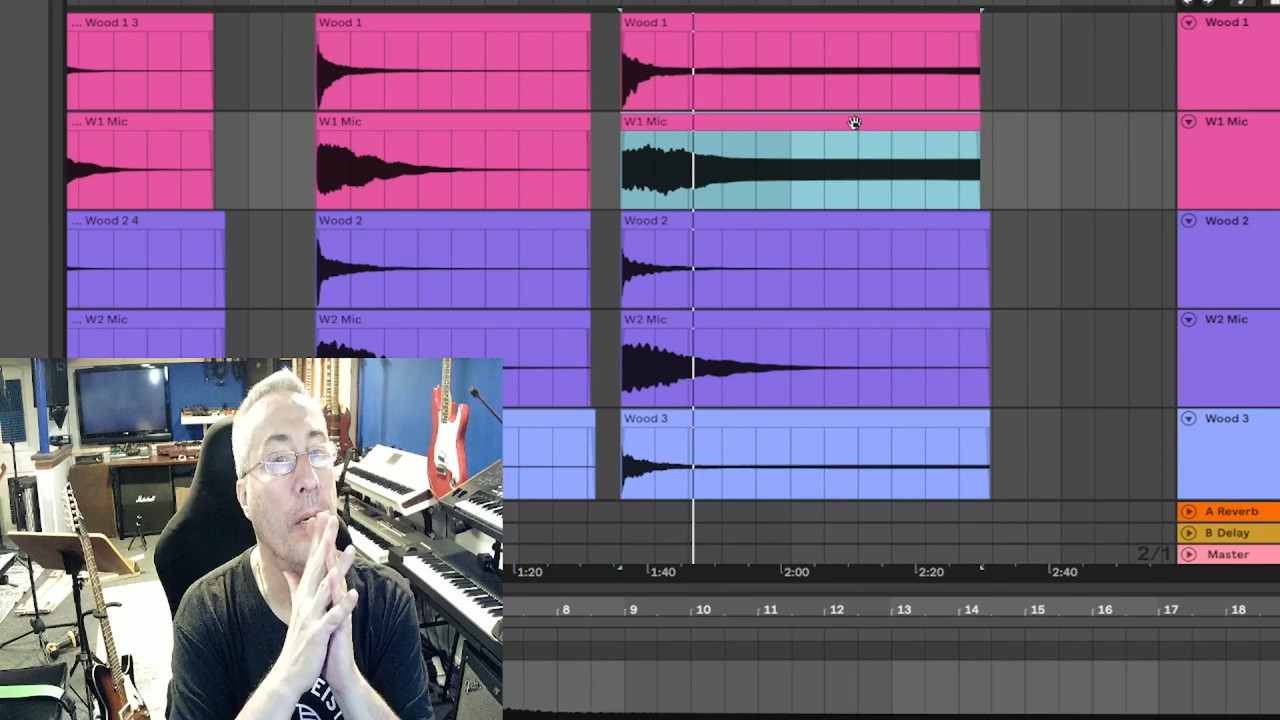 ... Wood 1 3
Wood 1
Wood 1
Wood 1
... W1 Mic
W1 Mic
W1 Mic
W1 Mic
... Wood 2 4
Wood 2
Wood 2
Wood 2
... W2 Mic
W2 Mic
W2 Mic
W2 Mic
Wood 3
Wood 3
A Reverb
B Delay
2/1
Master
1:20
1:40
2:00
2:20
2:40
8
9
10
11
12
13
14
15
16
17
18
Marshall
EIS